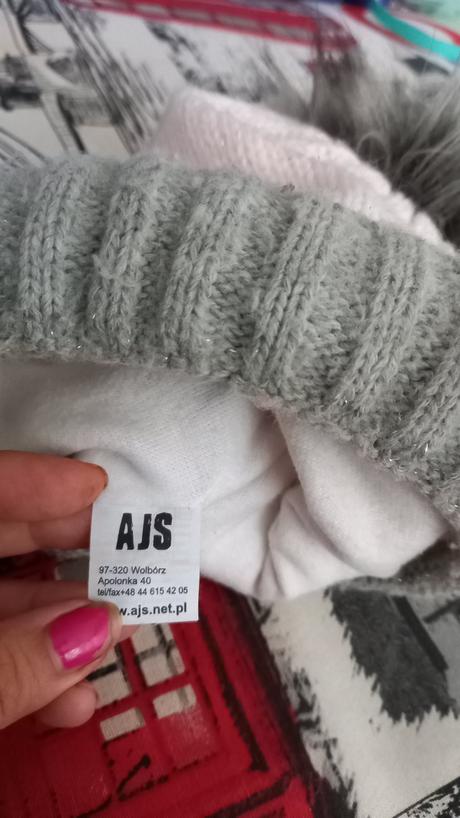 AJS
97-320 Wolbórz
Apolonka 40
tel/fax+48 44 615 42 05
w.ajs.net.pl